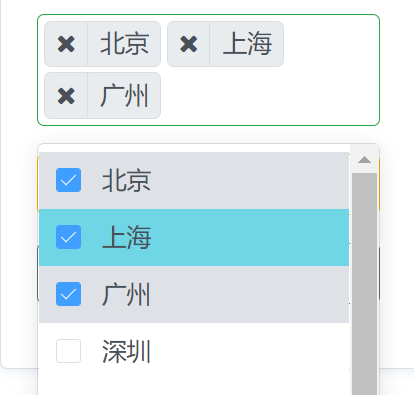 ✖ 北京 ✖ 上海
✖ 广州
北京
上海
广州
深圳